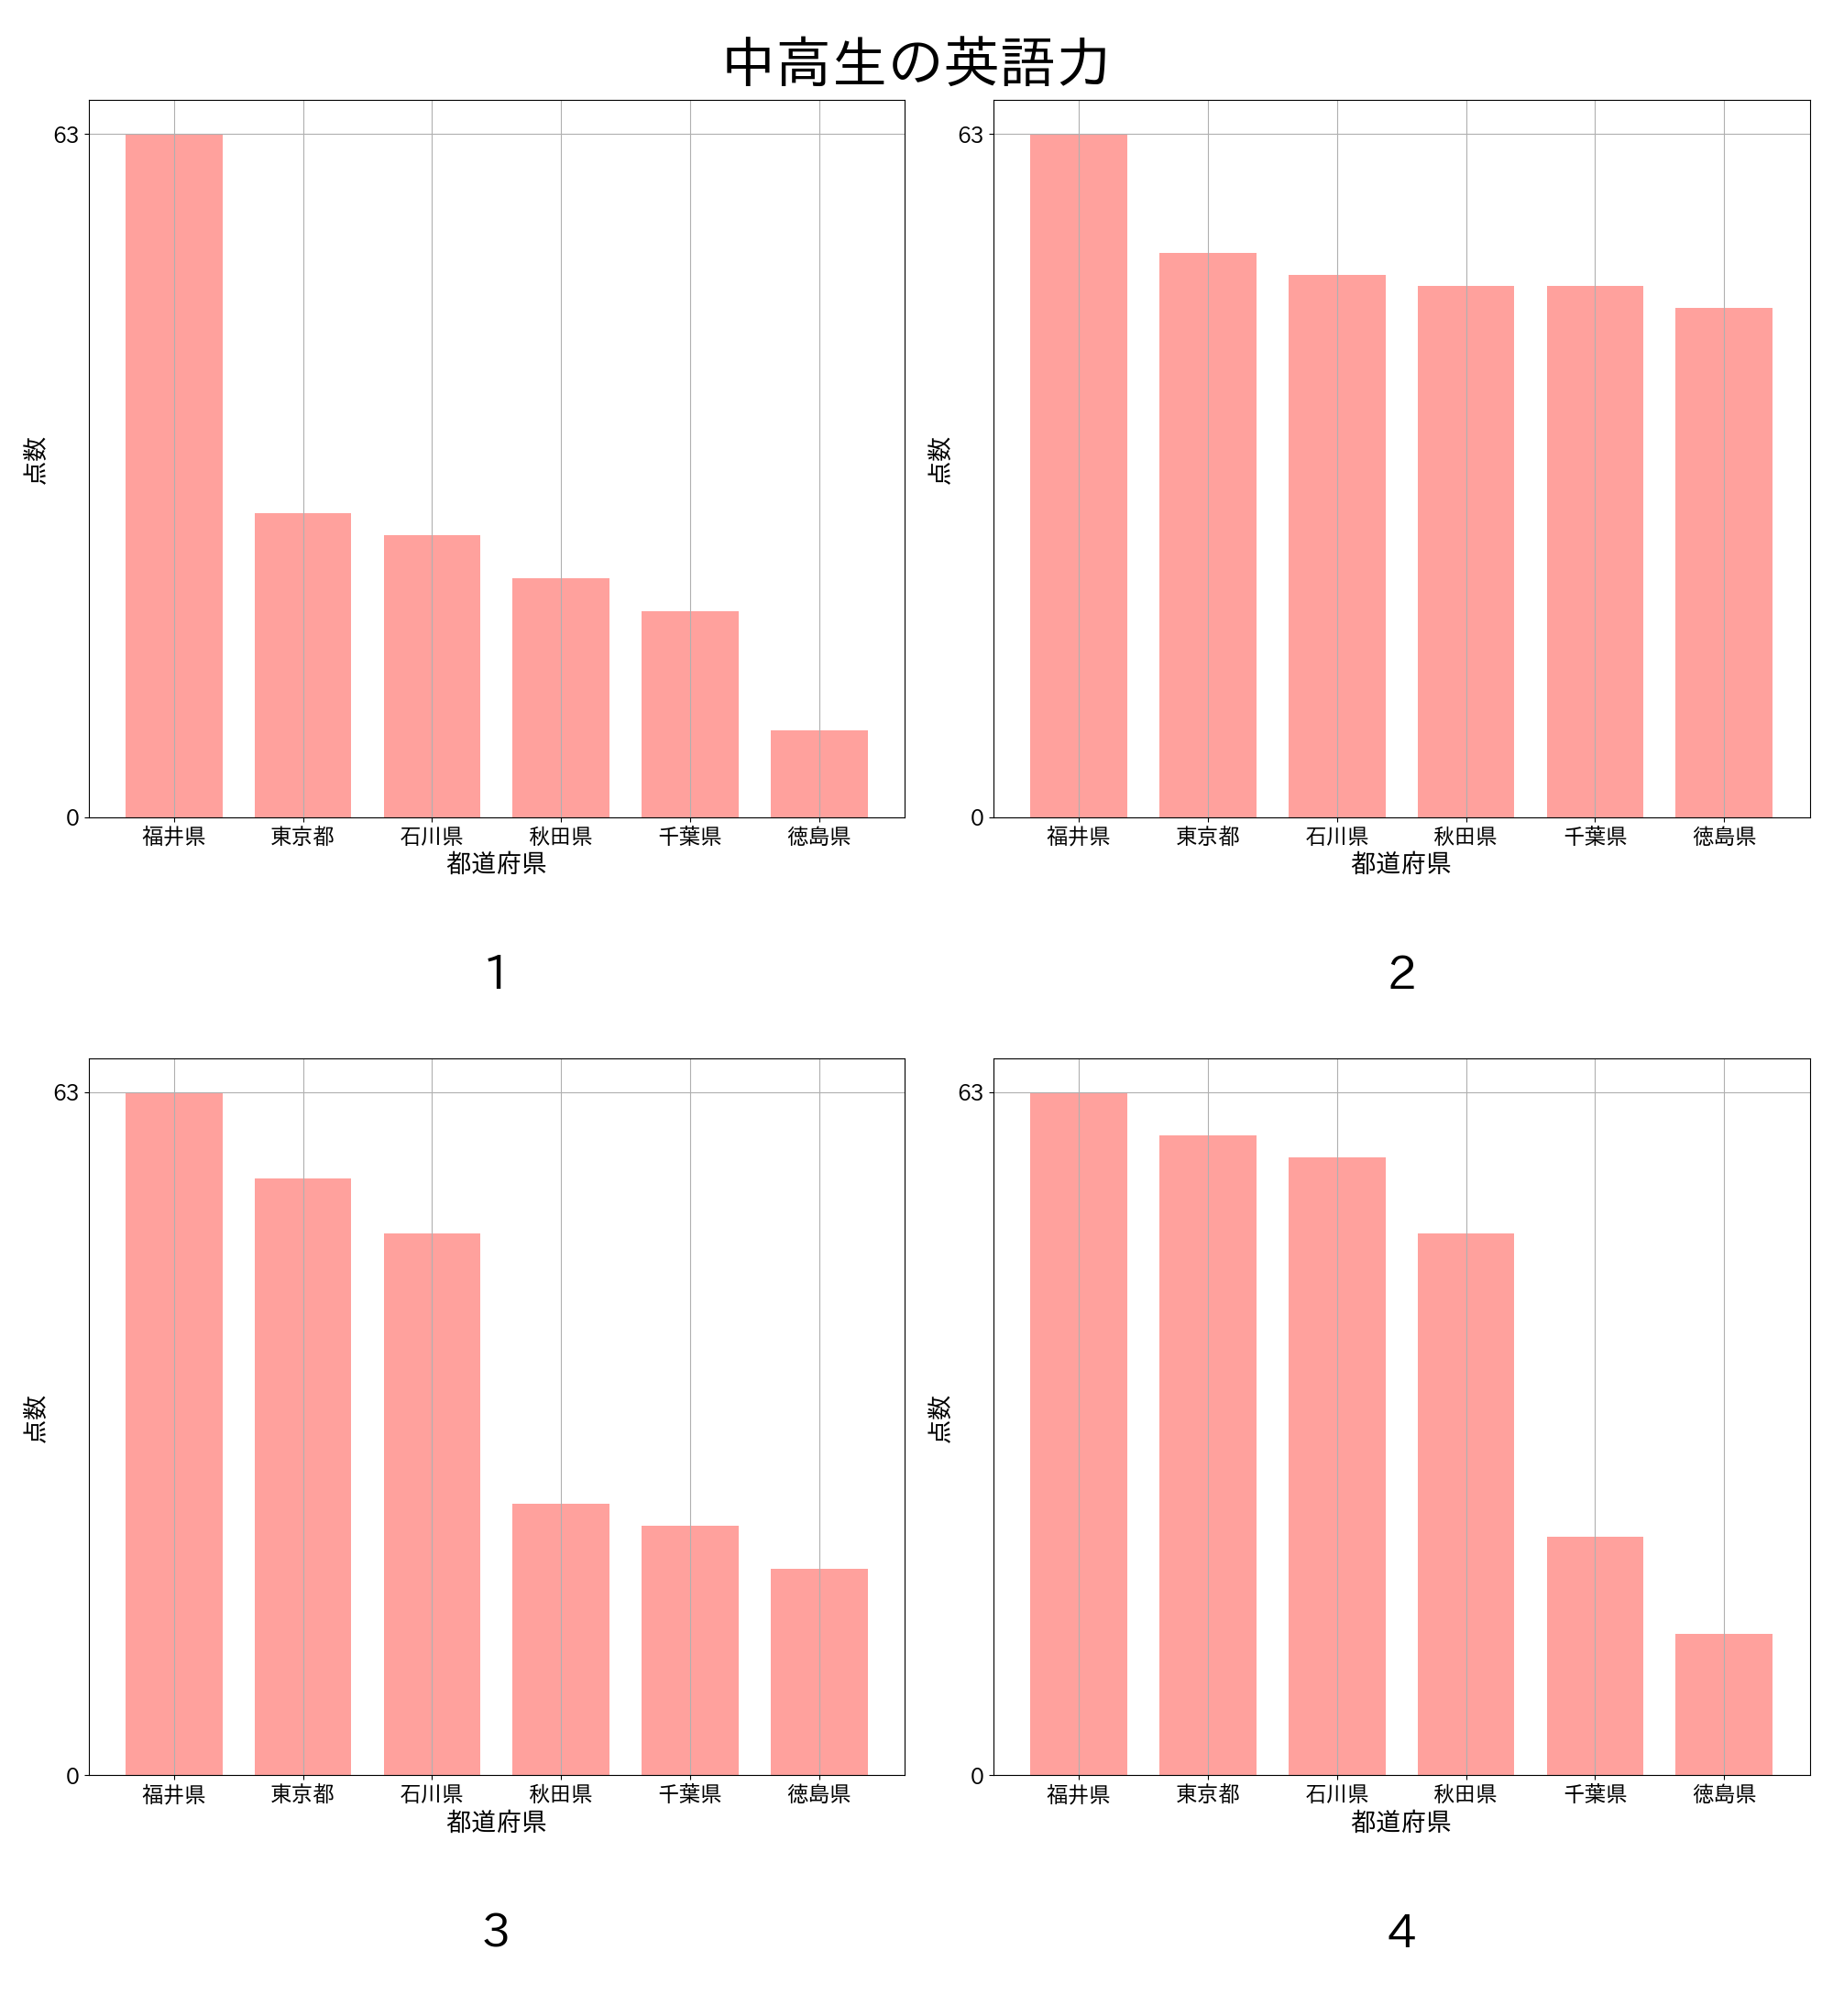 中高生の英語力
63
点数
0
福井県 東京都 石川県 秋田県 千葉県 徳島県
都道府県
1
63
点数
0
福井県 東京都 石川県 秋田県 千葉県 徳島県
都道府県
2
63
点数
0
福井県 東京都 石川県 秋田県 千葉県 徳島県
都道府県
3
63
点数
0
福井県 東京都 石川県 秋田県 千葉県 徳島県
都道府県
4